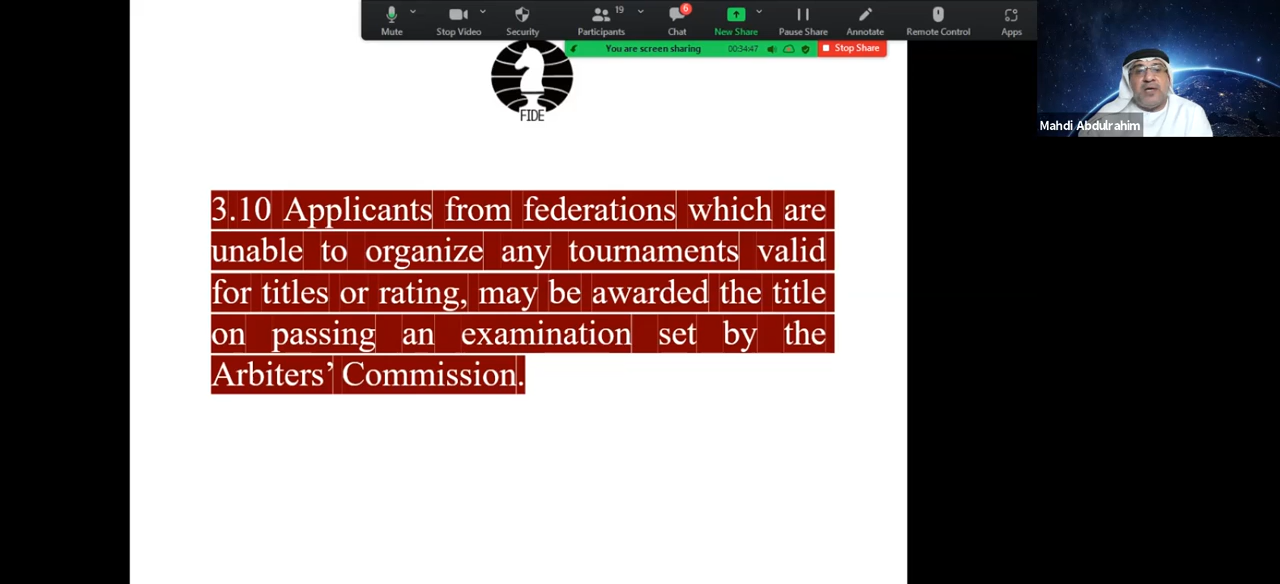 19
6
Mute
Stop Video
Security
Participants
Chat
New Share
Pause Share
Annotate
Remote Control
Apps
You are screen sharing
00:34:47
Stop Share
FIDE
Mahdi Abdulrahim
3.10 Applicants from federations which are
unable to organize any tournaments valid
for titles or rating, may be awarded the title
on passing an examination set by the
Arbiters’ Commission.